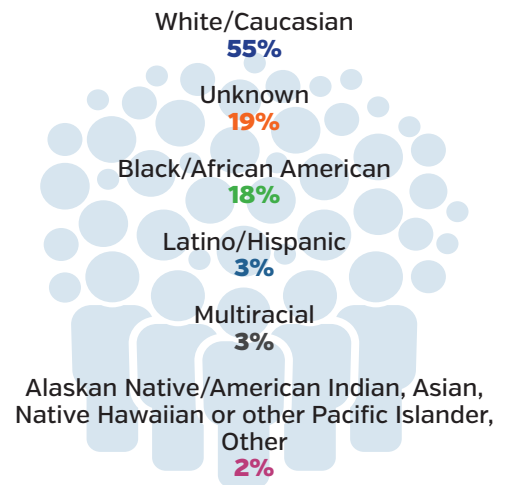 White/Caucasian
55%
Unknown
19%
Black/African American
18%
Latino/Hispanic
3%
Multiracial
3%
Alaskan Native/American Indian, Asian,
Native Hawaiian or other Pacific Islander,
Other
2%